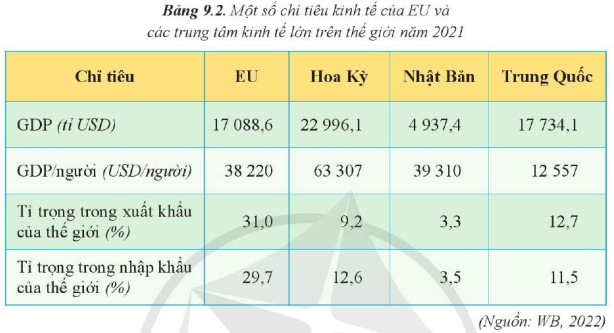 Bảng 9.2. Một số chỉ tiêu kinh tế của EU và
các trung tâm kinh tế lớn trên thế giới năm 2021
Chỉ tiêu EU Hoa Kỳ Nhật Bản Trung Quốc
GDP (tỉ USD) 17 088,6 22 996,1 4 937,4 17 734,1
GDP/người (USD/người) 38 220 63 307 39 310 12 557
Tỉ trọng trong xuất khẩu
của thế giới (%) 31,0 9,2 3,3 12,7
Tỉ trọng trong nhập khẩu
của thế giới (%) 29,7 12,6 3,5 11,5
(Nguồn: WB, 2022)